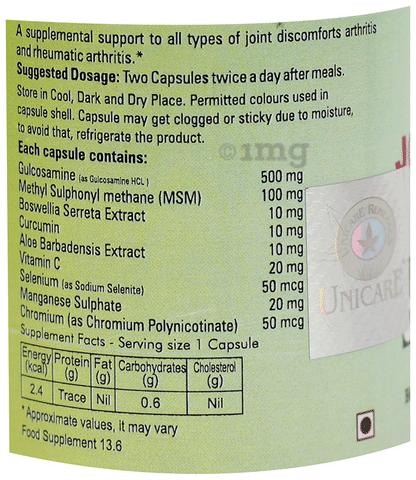 A supplemental support to all types of joint discomforts arthritis
and rheumatic arthritis.*
Suggested Dosage: Two Capsules twice a day after meals.
Store in Cool, Dark and Dry Place. Permitted colours used in
capsule shell. Capsule may get clogged or sticky due to moisture,
to avoid that, refrigerate the product.
Each capsule contains:
Gulcosamine (as Gulcosamine HCL) 500 mg
Methyl Sulphonyl methane (MSM) 100 mg
Boswellia Serreta Extract 10 mg
Curcumin 10 mg
Aloe Barbadensis Extract 10 mg
Vitamin C 20 mg
Selenium (as Sodium Selenite) 50 mcg
Manganese Sulphate 20 mg
Chromium (as Chromium Polynicotinate) 50 mcg
Supplement Facts - Serving size 1 Capsule
Energy (kcal) Protein (g) Fat (g) Carbohydrates (g) Cholesterol (g)
2.4 Trace Nil 0.6 Nil
*Approximate values, it may vary
Food Supplement 13.6
1mg
UNICARE